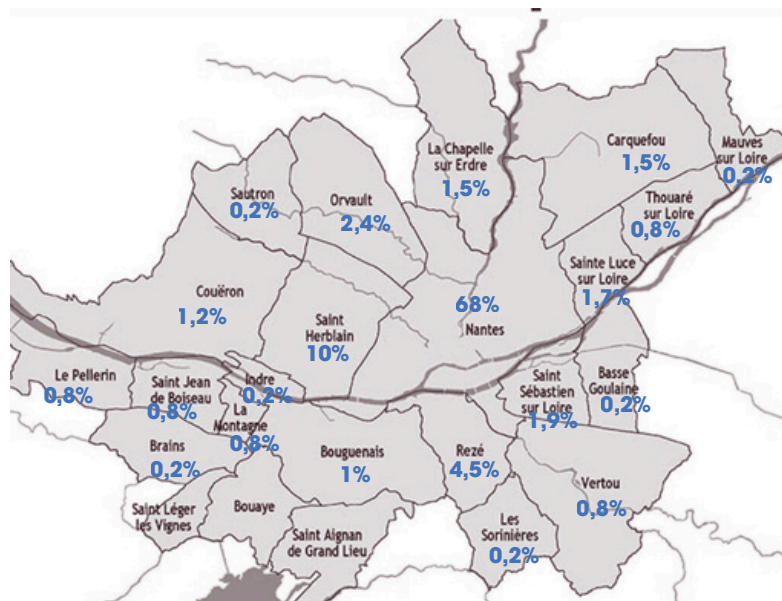 La Chapelle
sur Erdre
1,5%
Carquefou
1,5%
Mauves
sur Loire
0,2%
Sautron
0,2%
Orvault
2,4%
Thouaré
sur Loire
0,8%
Sainte Luce
sur Loire
1,7%
Couëron
1,2%
Saint
Herblain
10%
68%
Nantes
Le Pellerin
0,8%
Saint Jean
de Boiseau
0,8%
Indre
0,2%
La
Montagne
0,8%
Saint
Sébastien
sur Loire
1,9%
Basse
Goulaine
0,2%
Brains
0,2%
Bouguenais
1%
Rezé
4,5%
Vertou
0,8%
Saint Léger
les Vignes
Bouaye
Saint Aignan
de Grand Lieu
Les
Sorinières
0,2%